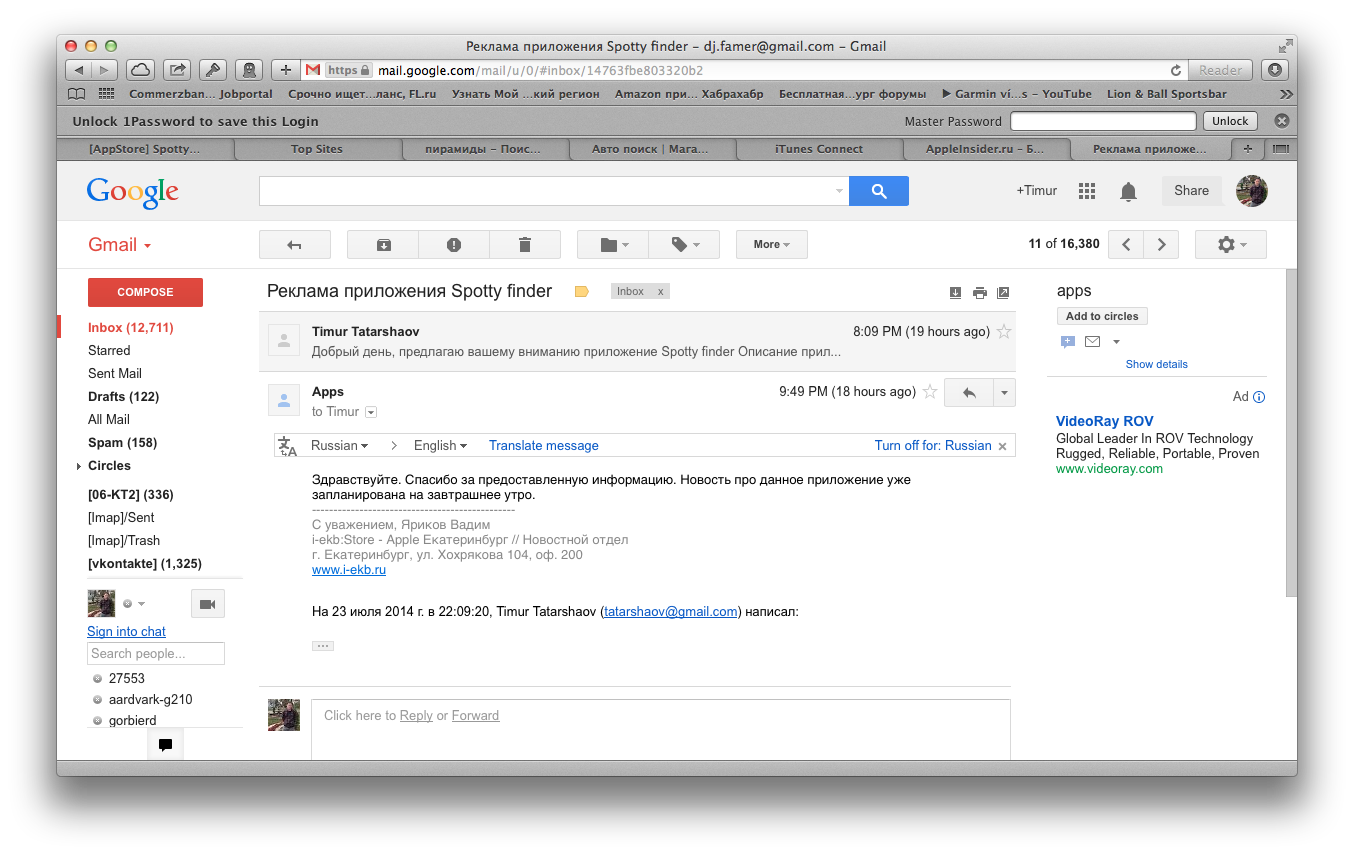 Реклама приложения Spotty finder – dj.famer@gmail.com – Gmail
https mail.google.com/mail/u/0/#inbox/14763fbe803320b2
Reader
Commerzban... Jobportal Срочно ищет...ланс, FL.ru Узнать Мой ...кий регион Amazon при... Хабрахабр Бесплатная...ург форумы ▶ Garmin ví...s – YouTube Lion & Ball Sportsbar
Unlock 1Password to save this Login Master Password Unlock
[AppStore] Spotty... Top Sites пирамиды – Поис... Авто поиск | Мага... iTunes Connect AppleInsider.ru – Б... Реклама приложе...
Google +Timur Share
Gmail More 11 of 16,380
COMPOSE
Inbox (12,711)
Starred
Sent Mail
Drafts (122)
All Mail
Spam (158)
Circles
[06-KT2] (336)
[Imap]/Sent
[Imap]/Trash
[vkontakte] (1,325)
Sign into chat
Search people...
27553
aardvark-g210
gorbierd
Реклама приложения Spotty finder Inbox x
Timur Tatarshaov 8:09 PM (19 hours ago)
Добрый день, предлагаю вашему вниманию приложение Spotty finder Описание прил...
Apps 9:49 PM (18 hours ago)
to Timur
Russian > English Translate message Turn off for: Russian x
Здравствуйте. Спасибо за предоставленную информацию. Новость про данное приложение уже
запланирована на завтрашнее утро.
------------------------------------------------
С уважением, Яриков Вадим
i-ekb:Store - Apple Екатеринбург // Новостной отдел
г. Екатеринбург, ул. Хохрякова 104, оф. 200
www.i-ekb.ru
На 23 июля 2014 г. в 22:09:20, Timur Tatarshaov (tatarshaov@gmail.com) написал:
...
Click here to Reply or Forward
apps
Add to circles
Show details
Ad
VideoRay ROV
Global Leader In ROV Technology
Rugged, Reliable, Portable, Proven
www.videoray.com